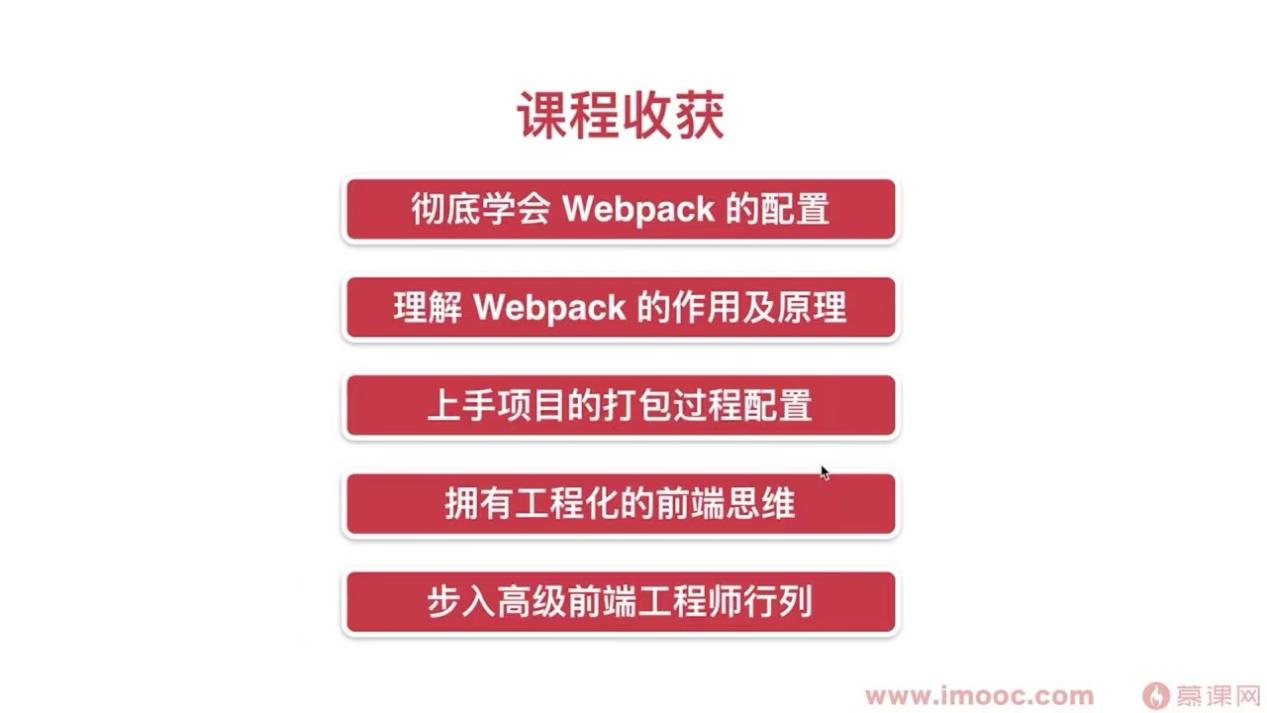 课程收获
彻底学会 Webpack 的配置
理解 Webpack 的作用及原理
上手项目的打包过程配置
拥有工程化的前端思维
步入高级前端工程师行列
www.imooc.com 慕课网